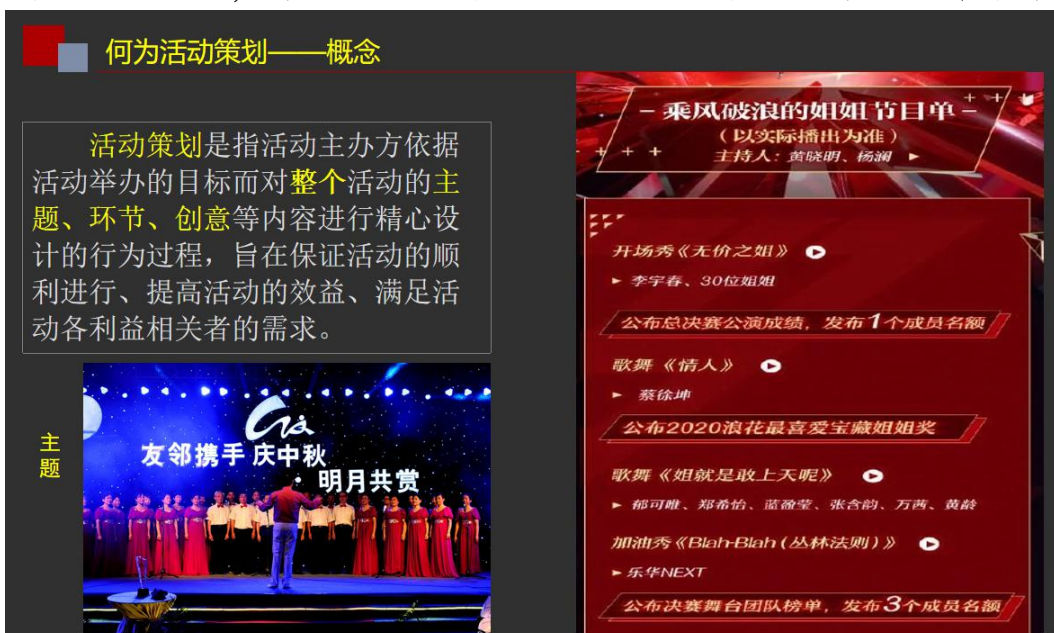 何为活动策划——概念
活动策划是指活动主办方依据
活动举办的目标而对整个活动的主
题、环节、创意等内容进行精心设
计的行为过程，旨在保证活动的顺
利进行、提高活动的效益、满足活
动各利益相关者的需求。
主
题
友邻携手 庆中秋
明月共赏
- 乘风破浪的姐姐节目单 -
（以实际播出为准）
主持人：黄晓明、杨澜
开场秀《无价之姐》
李宇春、30位姐姐
公布总决赛公演成绩，发布1个成员名额
歌舞《情人》
蔡徐坤
公布2020浪花最喜爱宝藏姐姐奖
歌舞《姐就是敢上天呢》
郁可唯、郑希怡、蓝盈莹、张含韵、万茜、黄龄
加油秀《Blah-Blah（丛林法则）》
乐华NEXT
公布决赛舞台团队榜单，发布3个成员名额